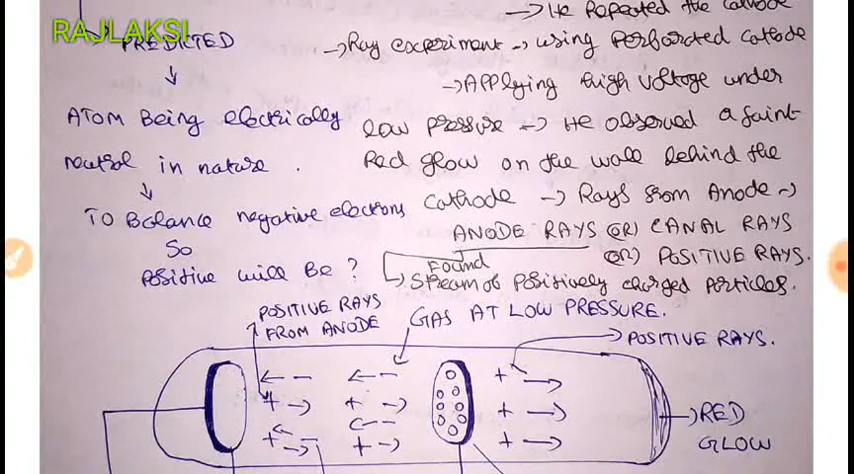 RAJLAKSI
PREDICTED
ATOM Being electrically
neutral in nature.
TO Balance negative electrons
So
Positive will Be ?
→ He Repeated the cathode
→ Ray experiment → using Perforated Catode
→ Applying high voltage under
low pressure → He observed a faint
Red glow on the wall behind the
Cathode → Rays from Anode →
ANODE RAYS (OR) CANAL RAYS
(OR) POSITIVE RAYS.
Found
→ Stream of Positively charged Particles.
POSITIVE RAYS
FROM ANODE
GAS AT LOW PRESSURE.
POSITIVE RAYS.
← – ← – + →
+ → + → + →
← – ← –
+ → + → + →
RED
GLOW